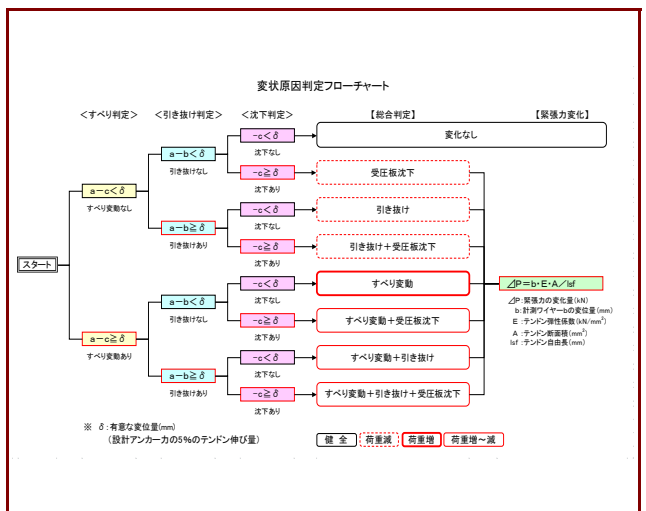 変状原因判定フローチャート
＜すべり判定＞ ＜引き抜け判定＞ ＜沈下判定＞ 【総合判定】 【緊張力変化】
-c＜δ
変化なし
沈下なし
a－b＜δ
引き抜けなし
-c≧δ
受圧板沈下
沈下あり
a－c＜δ
すべり変動なし
-c＜δ
引き抜け
沈下なし
a－b≧δ
引き抜けあり
-c≧δ
引き抜け＋受圧板沈下
沈下あり
スタート
-c＜δ
すべり変動
沈下なし
a－b＜δ
引き抜けなし
-c≧δ
すべり変動＋受圧板沈下
沈下あり
a－c≧δ
すべり変動あり
-c＜δ
すべり変動＋引き抜け
沈下なし
a－b≧δ
引き抜けあり
-c≧δ
すべり変動＋引き抜け＋受圧板沈下
沈下あり
⊿P＝b・E・A／lsf
⊿P：緊張力の変化量(kN)
b：計測ワイヤーbの変位量(mm)
E：テンドン弾性係数(kN/mm²)
A：テンドン断面積(mm²)
lsf：テンドン自由長(mm)
※ δ：有意な変位量(mm)
（設計アンカー力の5%のテンドン伸び量）
健 全 荷重減 荷重増 荷重増～減